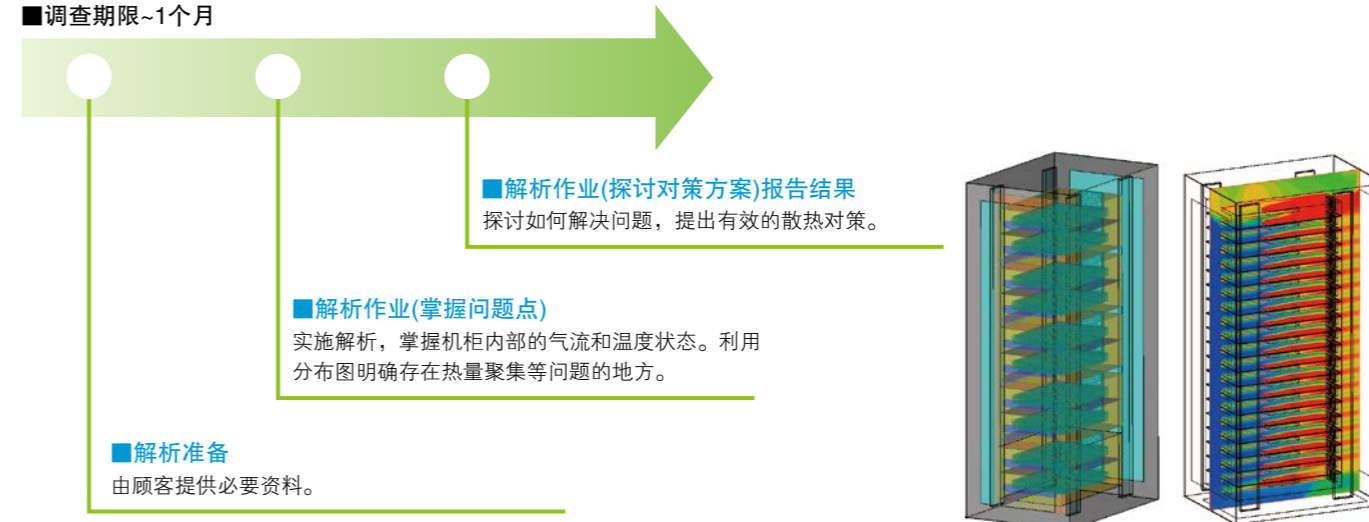 ■调查期限~1个月
■解析作业(探讨对策方案)报告结果
探讨如何解决问题，提出有效的散热对策。
■解析作业(掌握问题点)
实施解析，掌握机柜内部的气流和温度状态。利用
分布图明确存在热量聚集等问题的地方。
■解析准备
由顾客提供必要资料。